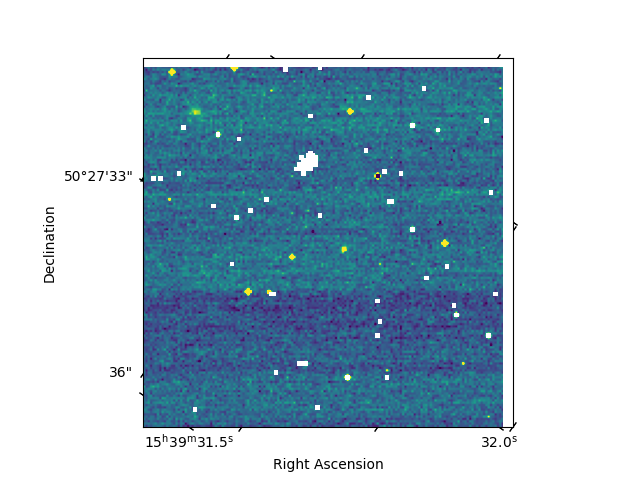 50°27'33"
Declination
36"
15ʰ39ᵐ31.5ˢ 32.0ˢ
Right Ascension